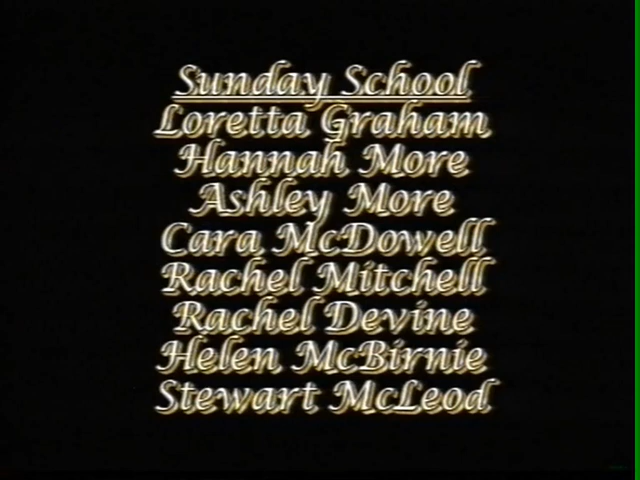 Sunday School
Loretta Graham
Hannah More
Ashley More
Cara McDowell
Rachel Mitchell
Rachel Devine
Helen McBirnie
Stewart McLeod